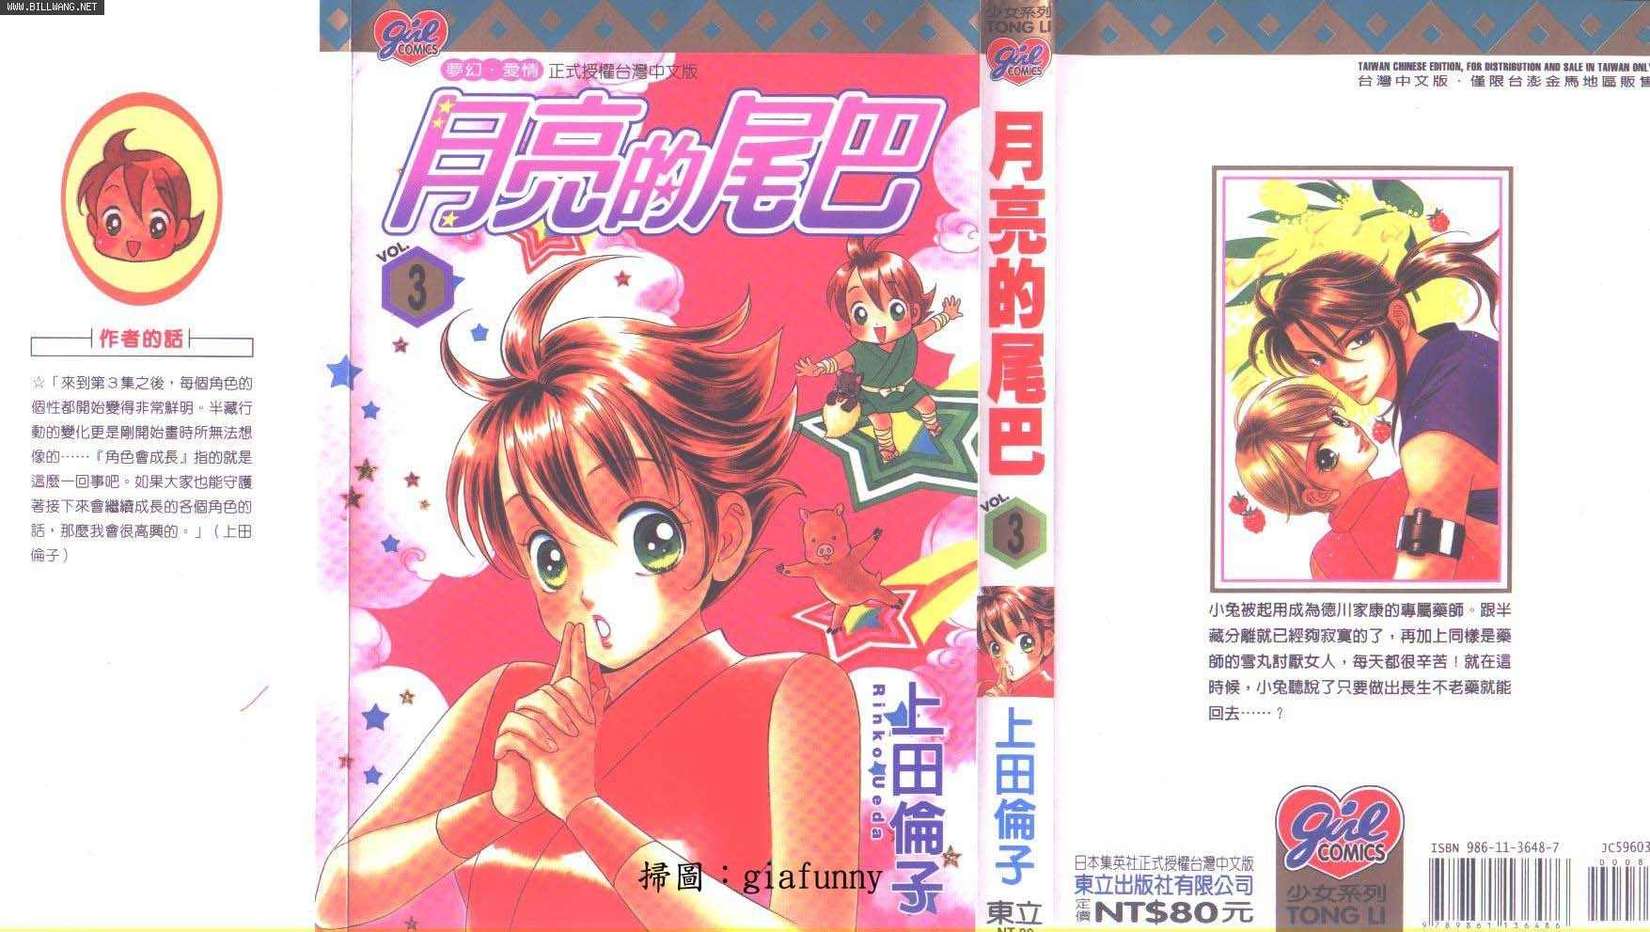 WWW.BILLWANG.NET
作者的話
☆「來到第3集之後，每個角色的
個性都開始變得非常鮮明。半藏行
動的變化更是剛開始畫時所無法想
像的……『角色會成長』指的就是
這麼一回事吧。如果大家也能守護
著接下來會繼續成長的各個角色的
話，那麼我會很高興的。」（上田
倫子）
girl
COMICS
夢幻・愛情 正式授權台灣中文版
月亮的尾巴
VOL.
3
上田倫子
Rinko Ueda
掃圖：giafunny
少女系列
TONG LI
girl
COMICS
月亮的尾巴
VOL.
3
上田倫子
東立
TAIWAN CHINESE EDITION, FOR DISTRIBUTION AND SALE IN TAIWAN ONLY
台灣中文版・僅限台澎金馬地區販售
小兔被起用成為德川家康的專屬藥師。跟半
藏分離就已經夠寂寞的了，再加上同樣是藥
師的雪丸討厭女人，每天都很辛苦！就在這
時候，小兔聽說了只要做出長生不老藥就能
回去……？
girl
COMICS
少女系列
TONG LI
日本集英社正式授權台灣中文版
東立出版社有限公司
定價NT$80元
ISBN 986-11-3648-7
9789861136486
JC59603